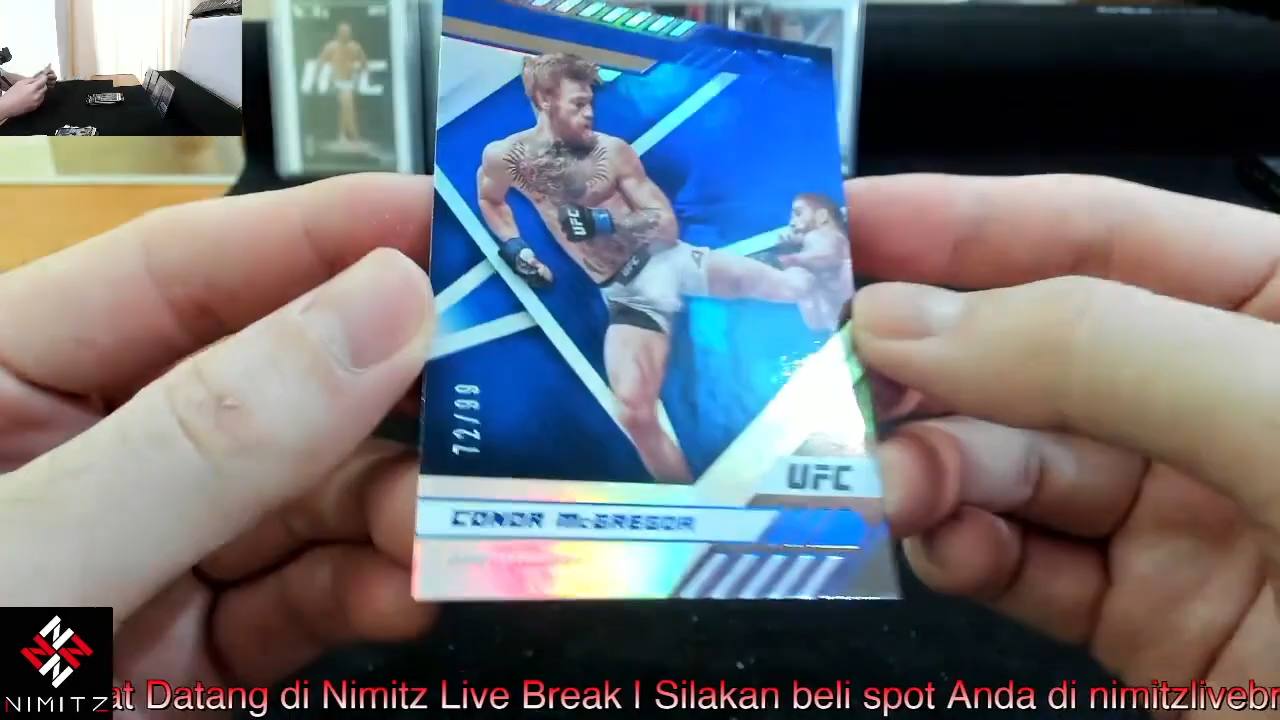 UFC
UFC
72/99
UFC
CONOR McGREGOR
NIMITZ
at Datang di Nimitz Live Break | Silakan beli spot Anda di nimitzlivebr